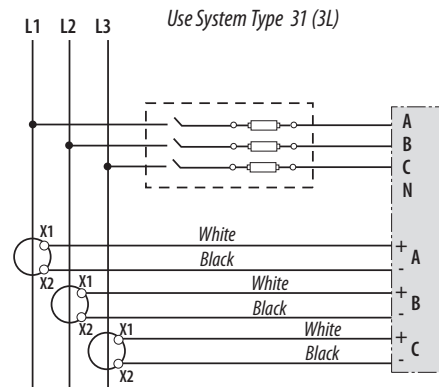 Use System Type 31 (3L)
L1 L2 L3
A
B
C
N
X1 White +
A
Black -
X2 X1 White +
B
Black -
X2 X1 White +
C
Black -
X2